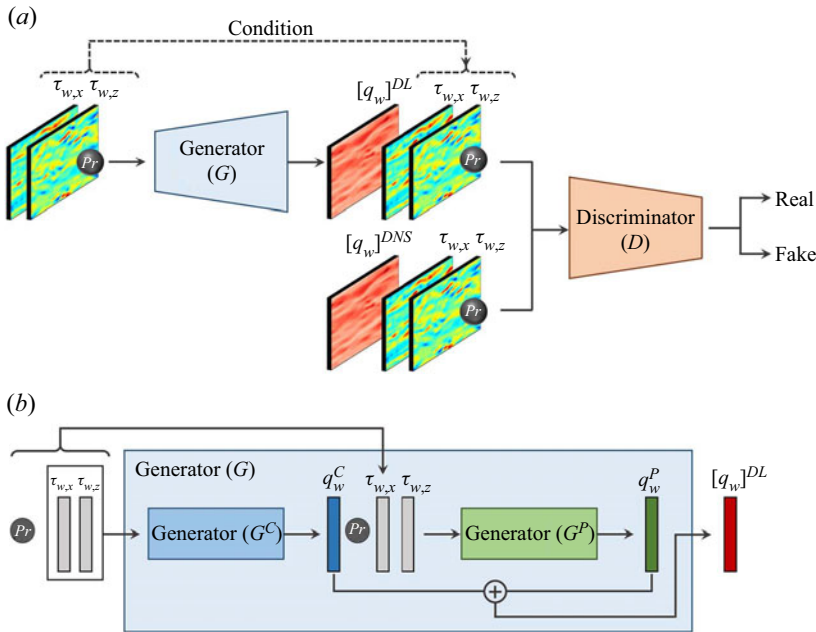 (a)
Condition
τw,x τw,z
[qw]DL
τw,x τw,z
Pr
Generator
(G)
Pr
Discriminator
(D)
Real
Fake
[qw]DNS
τw,x τw,z
Pr
(b)
Generator (G)
τw,x τw,z
qwC
τw,x τw,z
qwP
[qw]DL
Pr
Generator (GC)
Pr
Generator (GP)
+